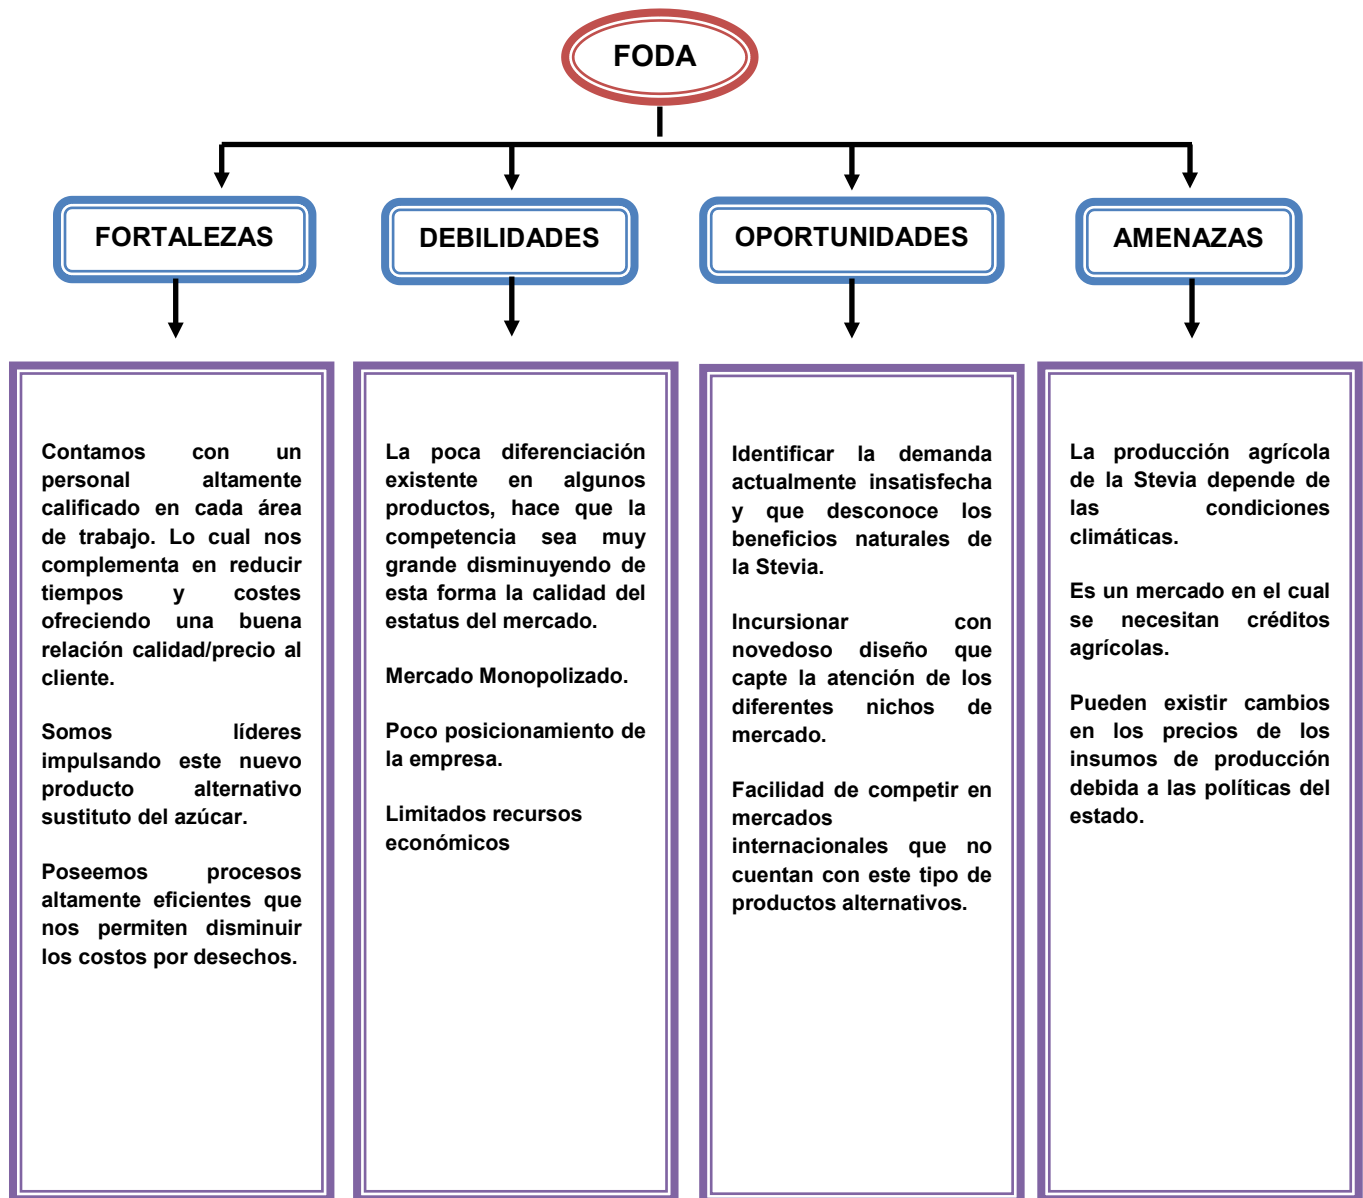 FODA
FORTALEZAS
DEBILIDADES
OPORTUNIDADES
AMENAZAS
Contamos con un
personal altamente
calificado en cada área
de trabajo. Lo cual nos
complementa en reducir
tiempos y costes
ofreciendo una buena
relación calidad/precio al
cliente.
Somos líderes
impulsando este nuevo
producto alternativo
sustituto del azúcar.
Poseemos procesos
altamente eficientes que
nos permiten disminuir
los costos por desechos.
La poca diferenciación
existente en algunos
productos, hace que la
competencia sea muy
grande disminuyendo de
esta forma la calidad del
estatus del mercado.
Mercado Monopolizado.
Poco posicionamiento de
la empresa.
Limitados recursos
económicos
Identificar la demanda
actualmente insatisfecha
y que desconoce los
beneficios naturales de
la Stevia.
Incursionar con
novedoso diseño que
capte la atención de los
diferentes nichos de
mercado.
Facilidad de competir en
mercados
internacionales que no
cuentan con este tipo de
productos alternativos.
La producción agrícola
de la Stevia depende de
las condiciones
climáticas.
Es un mercado en el cual
se necesitan créditos
agrícolas.
Pueden existir cambios
en los precios de los
insumos de producción
debida a las políticas del
estado.